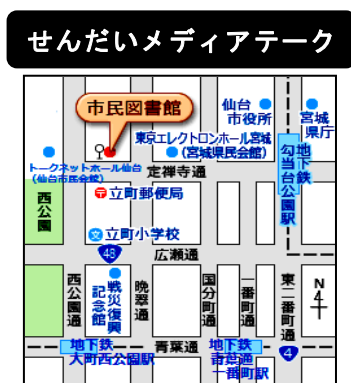 せんだいメディアテーク
市民図書館
仙台
市役所
宮城
県庁
東京エレクトロンホール宮城
(宮城県民会館)
地下鉄
勾当台公園駅
トークネットホール仙台
(仙台市民会館)
定禅寺通
西公園
立町郵便局
文
立町小学校
48
広瀬通
西公園通
戦災復興
記念館
晩翠通
国分町通
一番町通
東二番町通
N
4
地下鉄
大町西公園駅
青葉通
地下鉄
青葉通
一番町駅
4